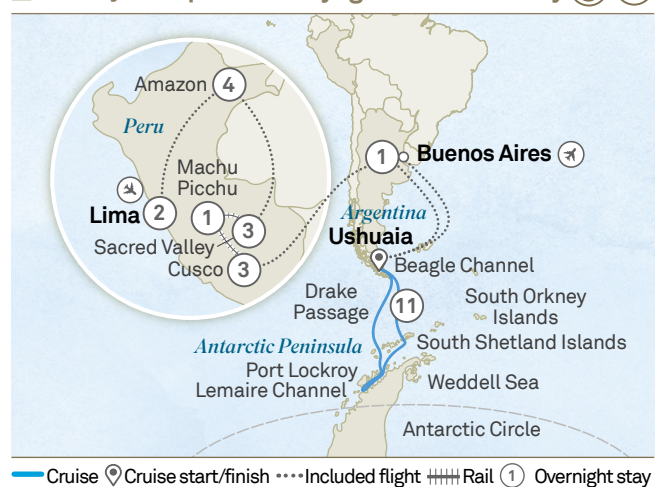 Amazon 4
Peru
Machu
Picchu
1
Lima 2
3
Sacred Valley
Cusco 3
1 Buenos Aires
Argentina
Ushuaia
Beagle Channel
Drake
Passage
11
South Orkney
Islands
Antarctic Peninsula
South Shetland Islands
Port Lockroy
Lemaire Channel
Weddell Sea
Antarctic Circle
Cruise Cruise start/finish Included flight Rail 1 Overnight stay